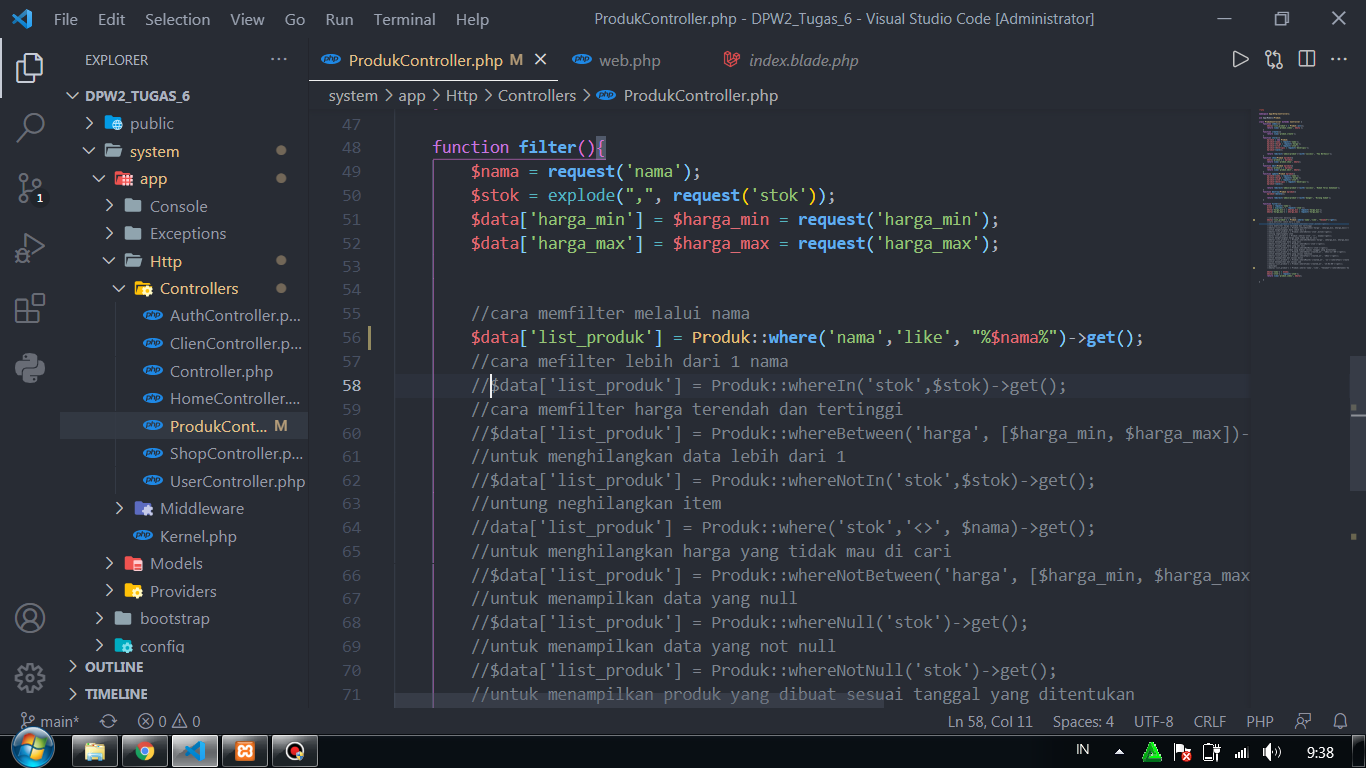 File Edit Selection View Go Run Terminal Help ProdukController.php - DPW2_Tugas_6 - Visual Studio Code [Administrator]
EXPLORER
ProdukController.php M
web.php
index.blade.php
system > app > Http > Controllers > ProdukController.php
DPW2_TUGAS_6
public
system
app
Console
Exceptions
Http
Controllers
AuthController.p...
ClienController.p...
Controller.php
HomeController....
ProdukCont... M
ShopController.p...
UserController.php
Middleware
Kernel.php
Models
Providers
bootstrap
config
OUTLINE
TIMELINE
1
47
48 function filter(){
49 $nama = request('nama');
50 $stok = explode(",", request('stok'));
51 $data['harga_min'] = $harga_min = request('harga_min');
52 $data['harga_max'] = $harga_max = request('harga_max');
53
54
55 //cara memfilter melalui nama
56 $data['list_produk'] = Produk::where('nama','like', "%$nama%")->get();
57 //cara mefilter lebih dari 1 nama
58 //$data['list_produk'] = Produk::whereIn('stok',$stok)->get();
59 //cara memfilter harga terendah dan tertinggi
60 //$data['list_produk'] = Produk::whereBetween('harga', [$harga_min, $harga_max])-
61 //untuk menghilangkan data lebih dari 1
62 //$data['list_produk'] = Produk::whereNotIn('stok',$stok)->get();
63 //untung neghilangkan item
64 //data['list_produk'] = Produk::where('stok','<>', $nama)->get();
65 //untuk menghilangkan harga yang tidak mau di cari
66 //$data['list_produk'] = Produk::whereNotBetween('harga', [$harga_min, $harga_max
67 //untuk menampilkan data yang null
68 //$data['list_produk'] = Produk::whereNull('stok')->get();
69 //untuk menampilkan data yang not null
70 //$data['list_produk'] = Produk::whereNotNull('stok')->get();
71 //untuk menampilkan produk yang dibuat sesuai tanggal yang ditentukan
main* 0 0 Ln 58, Col 11 Spaces: 4 UTF-8 CRLF PHP
IN 9:38